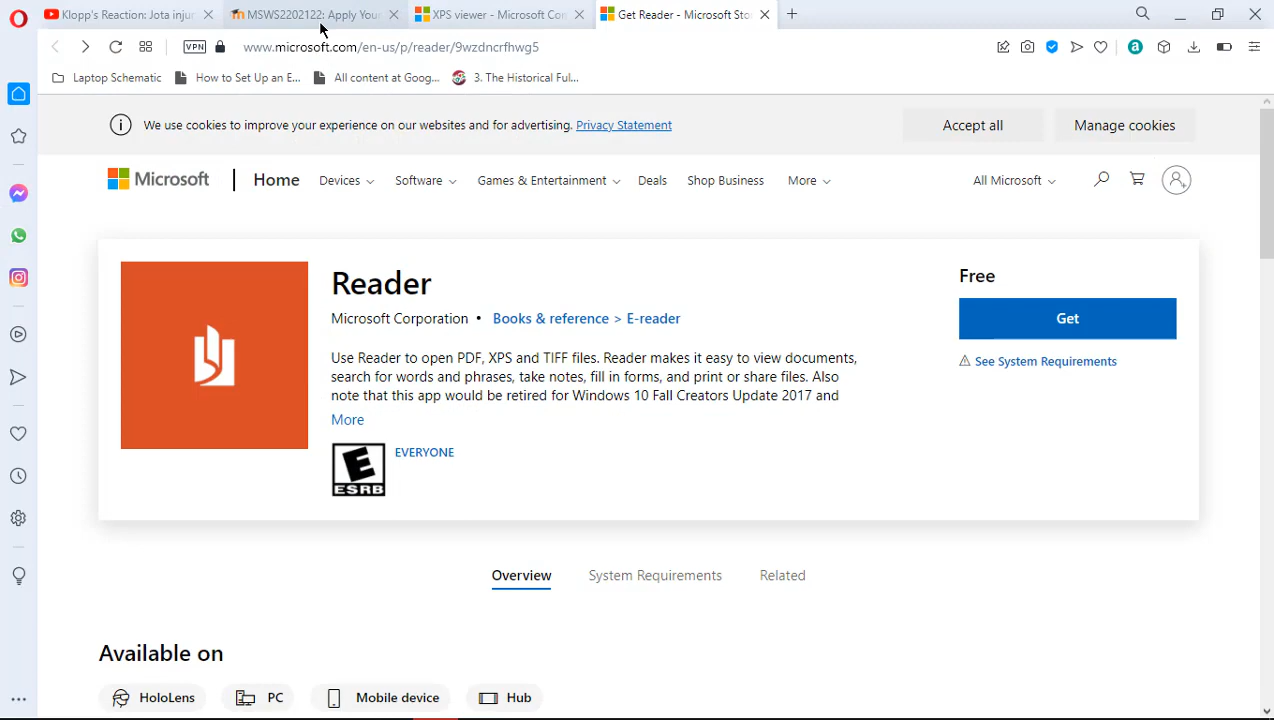 Klopp's Reaction: Jota injur
MSWS2202122: Apply Your
XPS viewer - Microsoft Con
Get Reader - Microsoft Sto
VPN
www.microsoft.com/en-us/p/reader/9wzdncrfhwg5
Laptop Schematic
How to Set Up an E...
All content at Goog...
3. The Historical Ful...
We use cookies to improve your experience on our websites and for advertising. Privacy Statement
Accept all
Manage cookies
Microsoft
Home
Devices
Software
Games & Entertainment
Deals
Shop Business
More
All Microsoft
Reader
Microsoft Corporation • Books & reference > E-reader
Use Reader to open PDF, XPS and TIFF files. Reader makes it easy to view documents,
search for words and phrases, take notes, fill in forms, and print or share files. Also
note that this app would be retired for Windows 10 Fall Creators Update 2017 and
More
E
ESRB
EVERYONE
Free
Get
See System Requirements
Overview
System Requirements
Related
Available on
HoloLens
PC
Mobile device
Hub